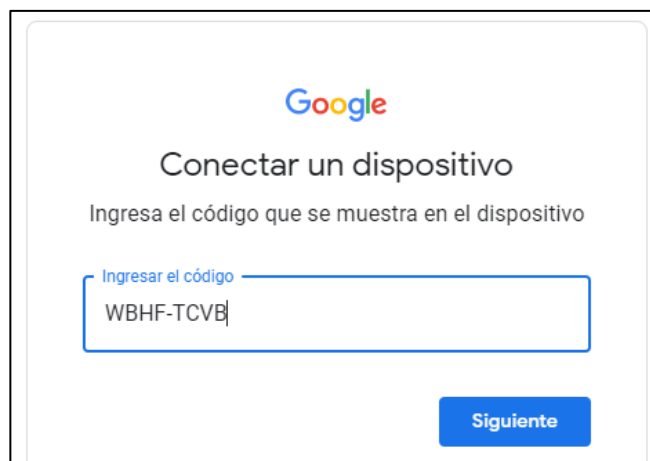 Google
Conectar un dispositivo
Ingresa el código que se muestra en el dispositivo
Ingresar el código
WBHF-TCVB
Siguiente